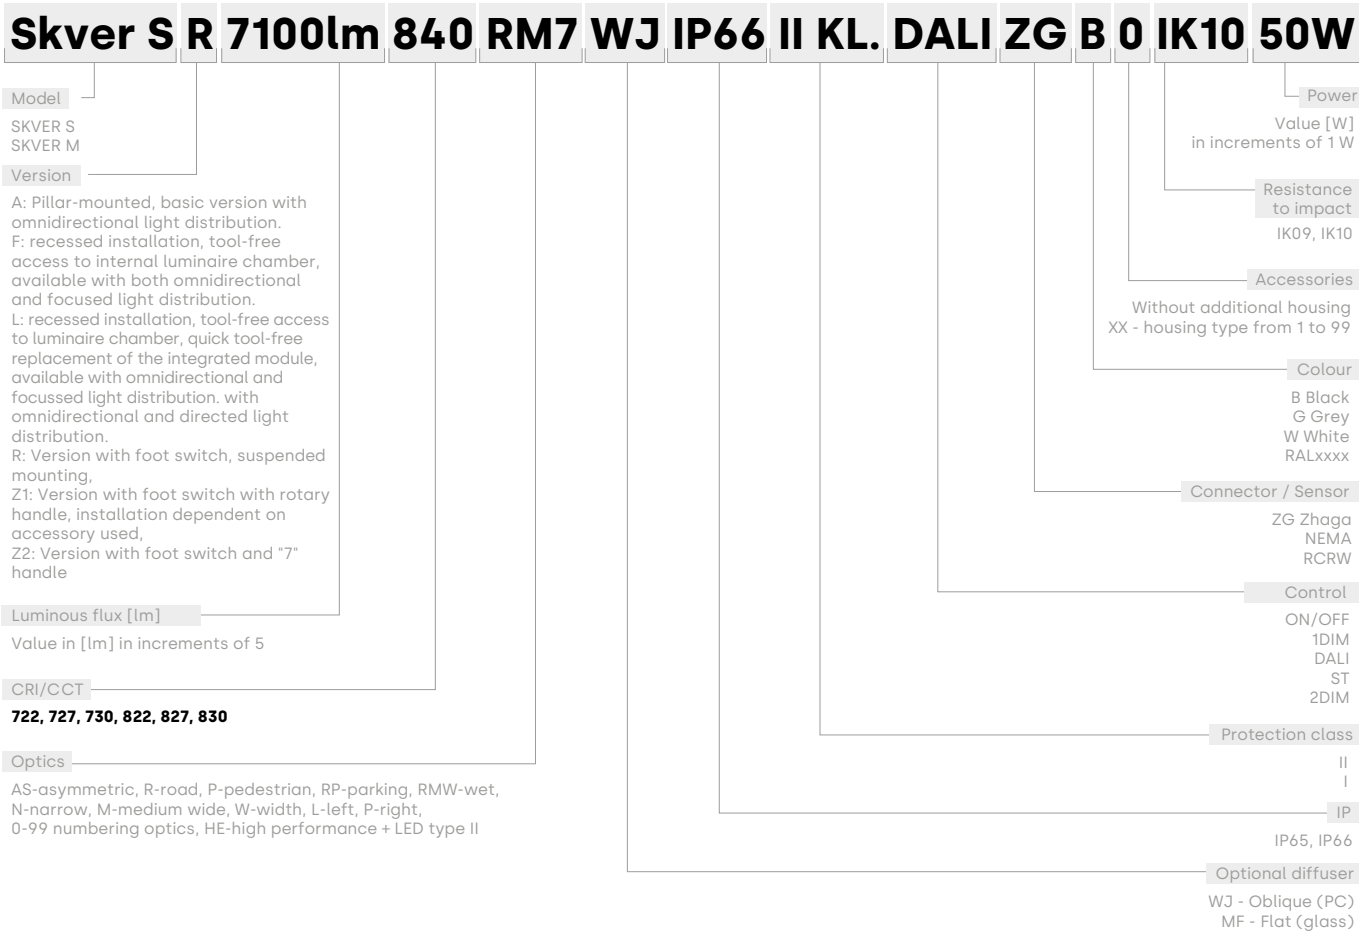 Skver S R 7100lm 840 RM7 WJ IP66 II KL. DALI ZG B 0 IK10 50W
Model
SKVER S
SKVER M
Version
A: Pillar-mounted, basic version with
omnidirectional light distribution.
F: recessed installation, tool-free
access to internal luminaire chamber,
available with both omnidirectional
and focused light distribution.
L: recessed installation, tool-free access
to luminaire chamber, quick tool-free
replacement of the integrated module,
available with omnidirectional and
focussed light distribution. with
omnidirectional and directed light
distribution.
R: Version with foot switch, suspended
mounting,
Z1: Version with foot switch with rotary
handle, installation dependent on
accessory used,
Z2: Version with foot switch and "7"
handle
Luminous flux [lm]
Value in [lm] in increments of 5
CRI/CCT
722, 727, 730, 822, 827, 830
Optics
AS-asymmetric, R-road, P-pedestrian, RP-parking, RMW-wet,
N-narrow, M-medium wide, W-width, L-left, P-right,
0-99 numbering optics, HE-high performance + LED type II
Power
Value [W]
in increments of 1 W
Resistance
to impact
IK09, IK10
Accessories
Without additional housing
XX - housing type from 1 to 99
Colour
B Black
G Grey
W White
RALxxxx
Connector / Sensor
ZG Zhaga
NEMA
RCRW
Control
ON/OFF
1DIM
DALI
ST
2DIM
Protection class
II
I
IP
IP65, IP66
Optional diffuser
WJ - Oblique (PC)
MF - Flat (glass)